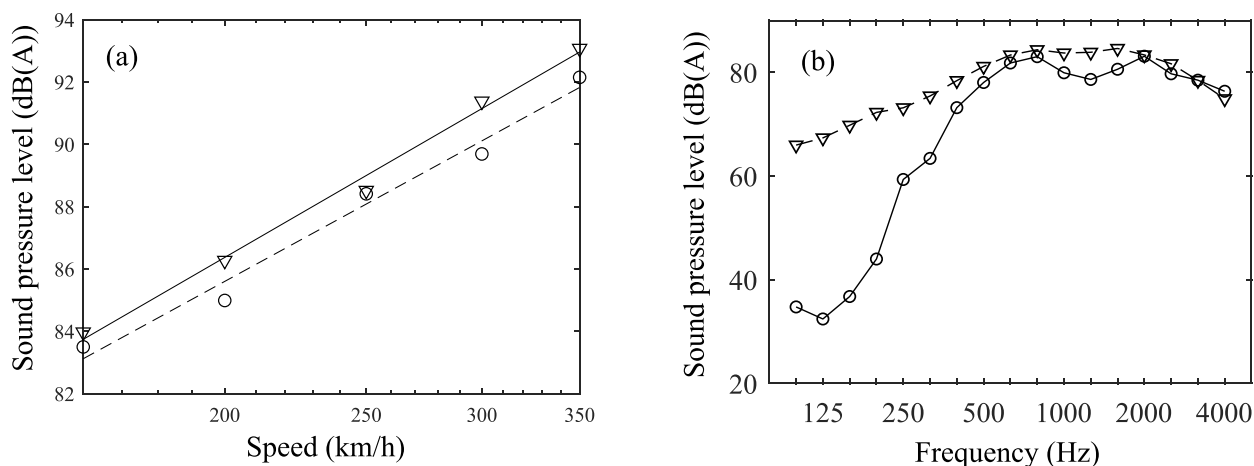 (a)
Sound pressure level (dB(A))
94
92
90
88
86
84
82
200 250 300 350
Speed (km/h)
(b)
Sound pressure level (dB(A))
80
60
40
20
125 250 500 1000 2000 4000
Frequency (Hz)